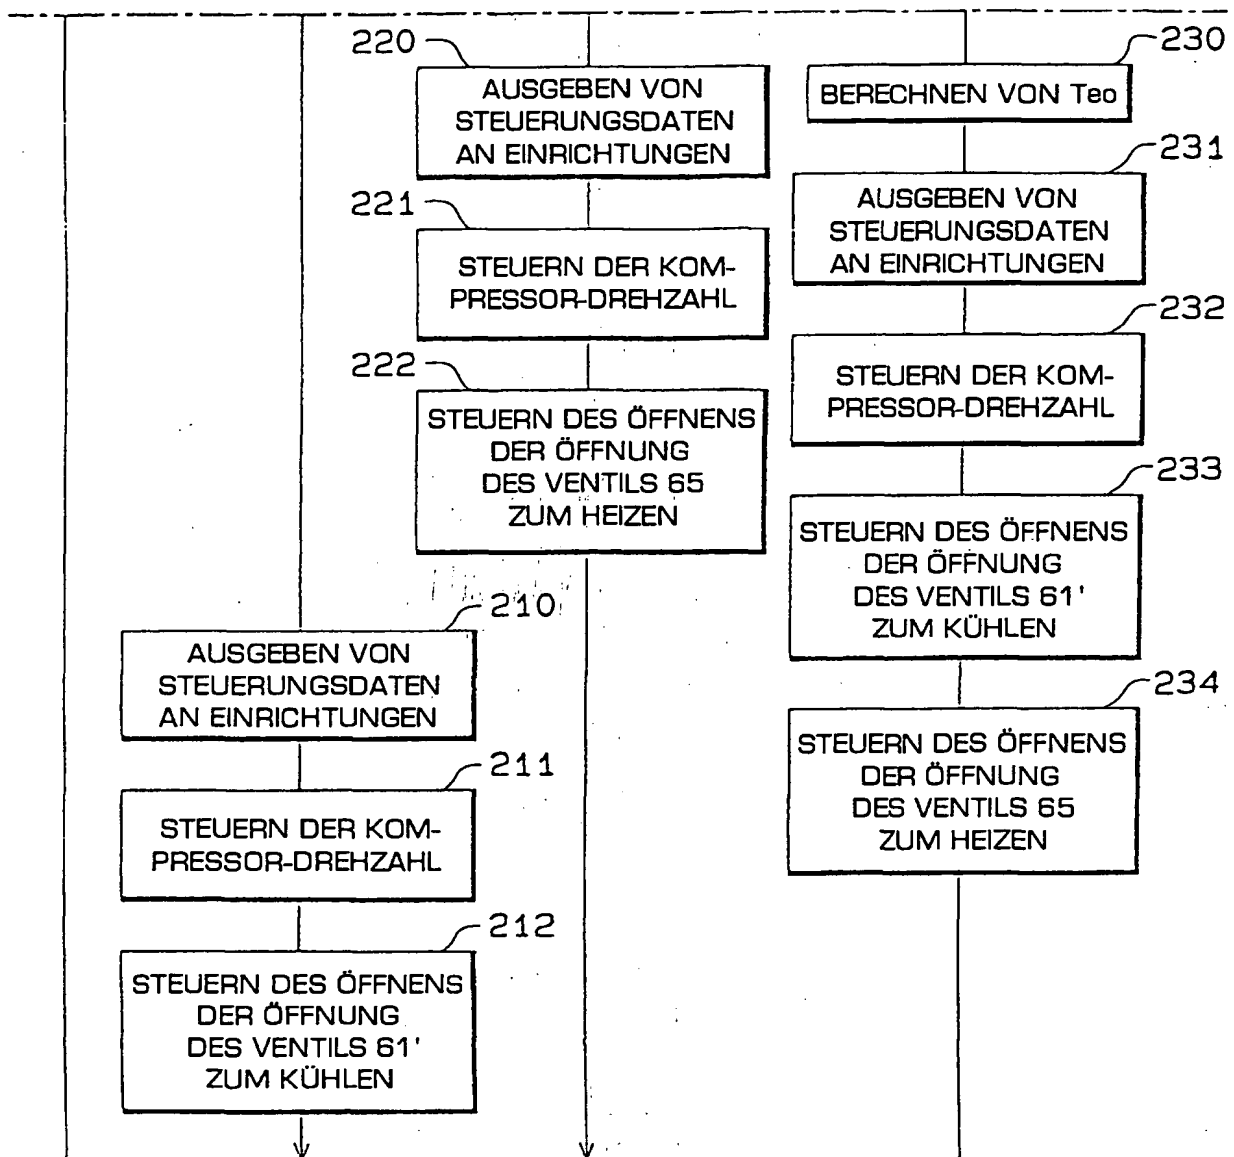 220
AUSGEBEN VON
STEUERUNGSDATEN
AN EINRICHTUNGEN
221
STEUERN DER KOM-
PRESSOR-DREHZAHL
222
STEUERN DES ÖFFNENS
DER ÖFFNUNG
DES VENTILS 65
ZUM HEIZEN
230
BERECHNEN VON Teo
231
AUSGEBEN VON
STEUERUNGSDATEN
AN EINRICHTUNGEN
232
STEUERN DER KOM-
PRESSOR-DREHZAHL
233
STEUERN DES ÖFFNENS
DER ÖFFNUNG
DES VENTILS 61'
ZUM KÜHLEN
234
STEUERN DES ÖFFNENS
DER ÖFFNUNG
DES VENTILS 65
ZUM HEIZEN
210
AUSGEBEN VON
STEUERUNGSDATEN
AN EINRICHTUNGEN
211
STEUERN DER KOM-
PRESSOR-DREHZAHL
212
STEUERN DES ÖFFNENS
DER ÖFFNUNG
DES VENTILS 61'
ZUM KÜHLEN